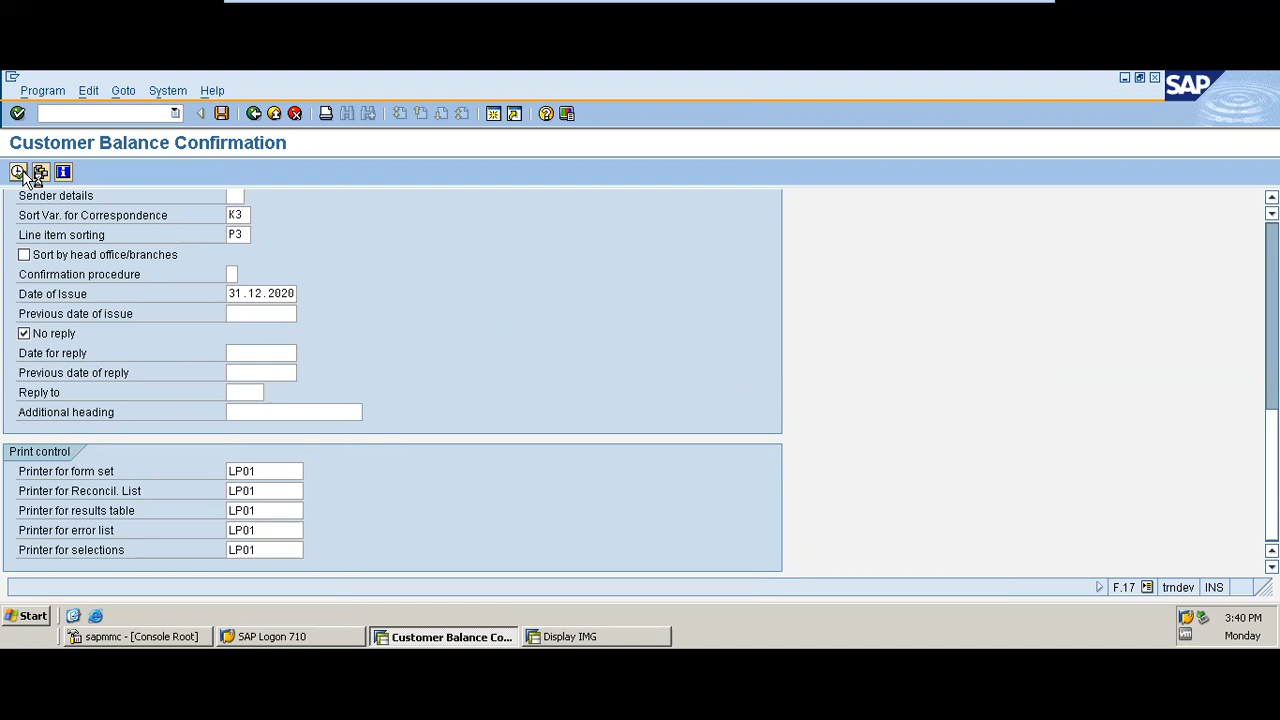 Program Edit Goto System Help
SAP
Customer Balance Confirmation
Sender details
Sort Var. for Correspondence K3
Line item sorting P3
Sort by head office/branches
Confirmation procedure
Date of Issue 31.12.2020
Previous date of issue
No reply
Date for reply
Previous date of reply
Reply to
Additional heading
Print control
Printer for form set LP01
Printer for Reconcil. List LP01
Printer for results table LP01
Printer for error list LP01
Printer for selections LP01
F.17 trndev INS
Start
sapmmc - [Console Root] SAP Logon 710 Customer Balance Co... Display IMG
3:40 PM
Monday